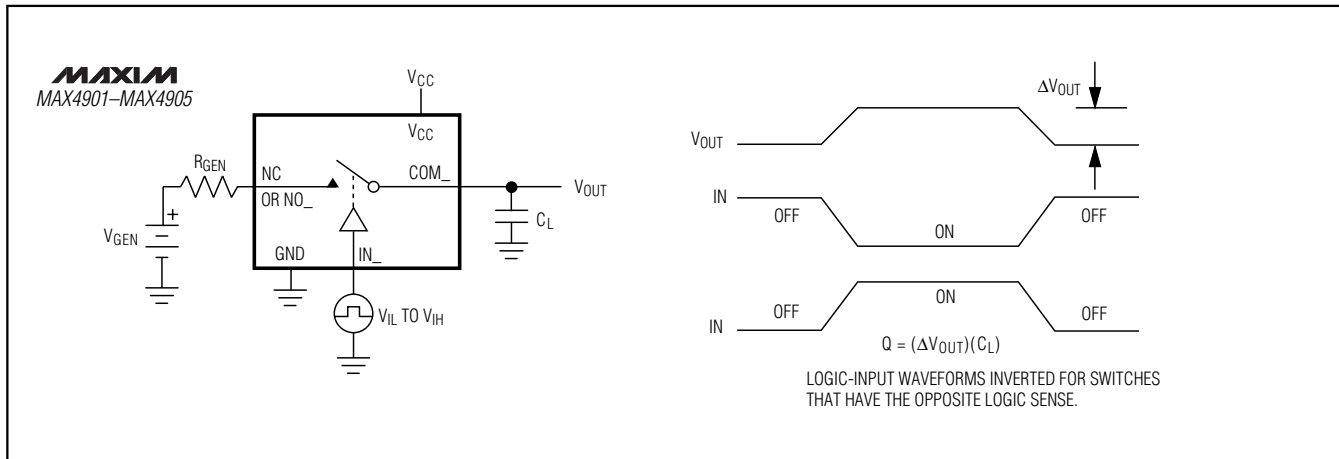 MAXIM
MAX4901–MAX4905
VCC
VCC
RGEN
NC
OR NO_
COM_
VOUT
+
VGEN
CL
GND
IN_
VIL TO VIH
ΔVOUT
VOUT
IN
OFF
ON
OFF
IN
OFF
ON
OFF
Q = (ΔVOUT)(CL)
LOGIC-INPUT WAVEFORMS INVERTED FOR SWITCHES
THAT HAVE THE OPPOSITE LOGIC SENSE.